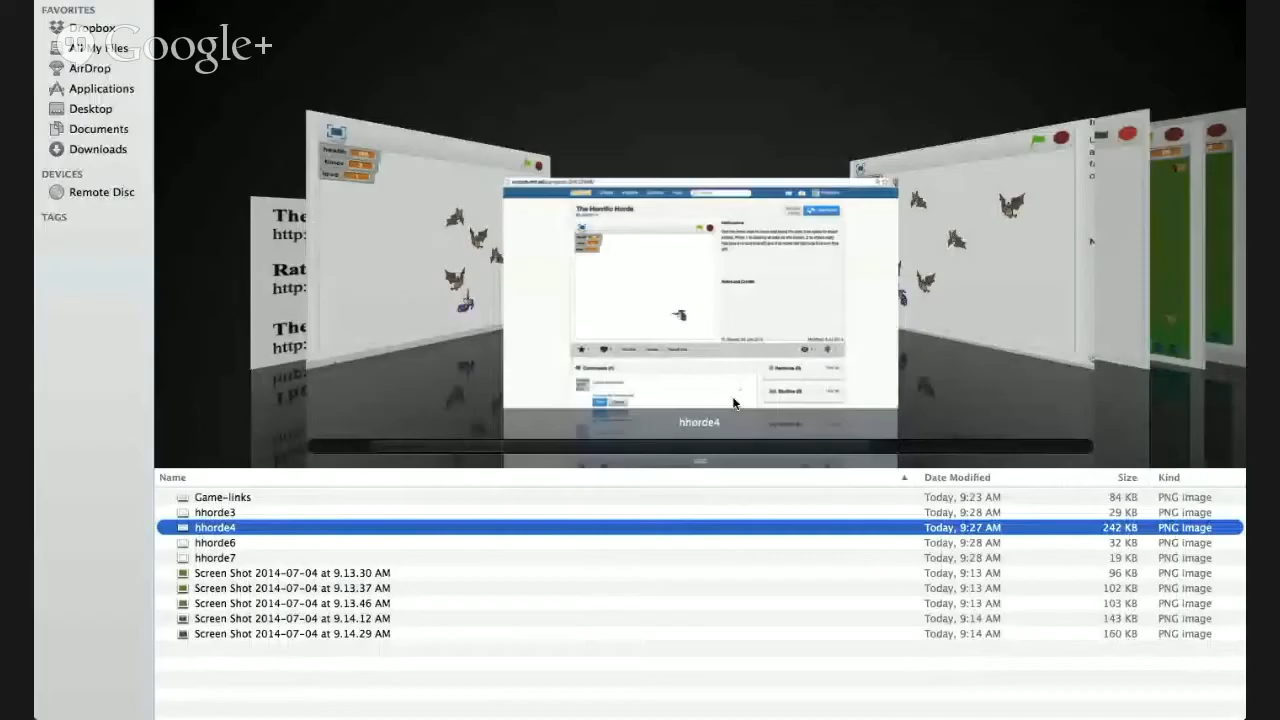 FAVORITES
Dropbox
All My Files
Google+
AirDrop
Applications
Desktop
Documents
Downloads
DEVICES
Remote Disc
TAGS
The
http:
Rat
http:
The
http:
The Horrific Horde
hhorde4
Name Date Modified Size Kind
Game-links Today, 9:23 AM 84 KB PNG image
hhorde3 Today, 9:28 AM 29 KB PNG image
hhorde4 Today, 9:27 AM 242 KB PNG image
hhorde6 Today, 9:28 AM 32 KB PNG image
hhorde7 Today, 9:28 AM 19 KB PNG image
Screen Shot 2014-07-04 at 9.13.30 AM Today, 9:13 AM 96 KB PNG image
Screen Shot 2014-07-04 at 9.13.37 AM Today, 9:13 AM 102 KB PNG image
Screen Shot 2014-07-04 at 9.13.46 AM Today, 9:13 AM 103 KB PNG image
Screen Shot 2014-07-04 at 9.14.12 AM Today, 9:14 AM 143 KB PNG image
Screen Shot 2014-07-04 at 9.14.29 AM Today, 9:14 AM 160 KB PNG image